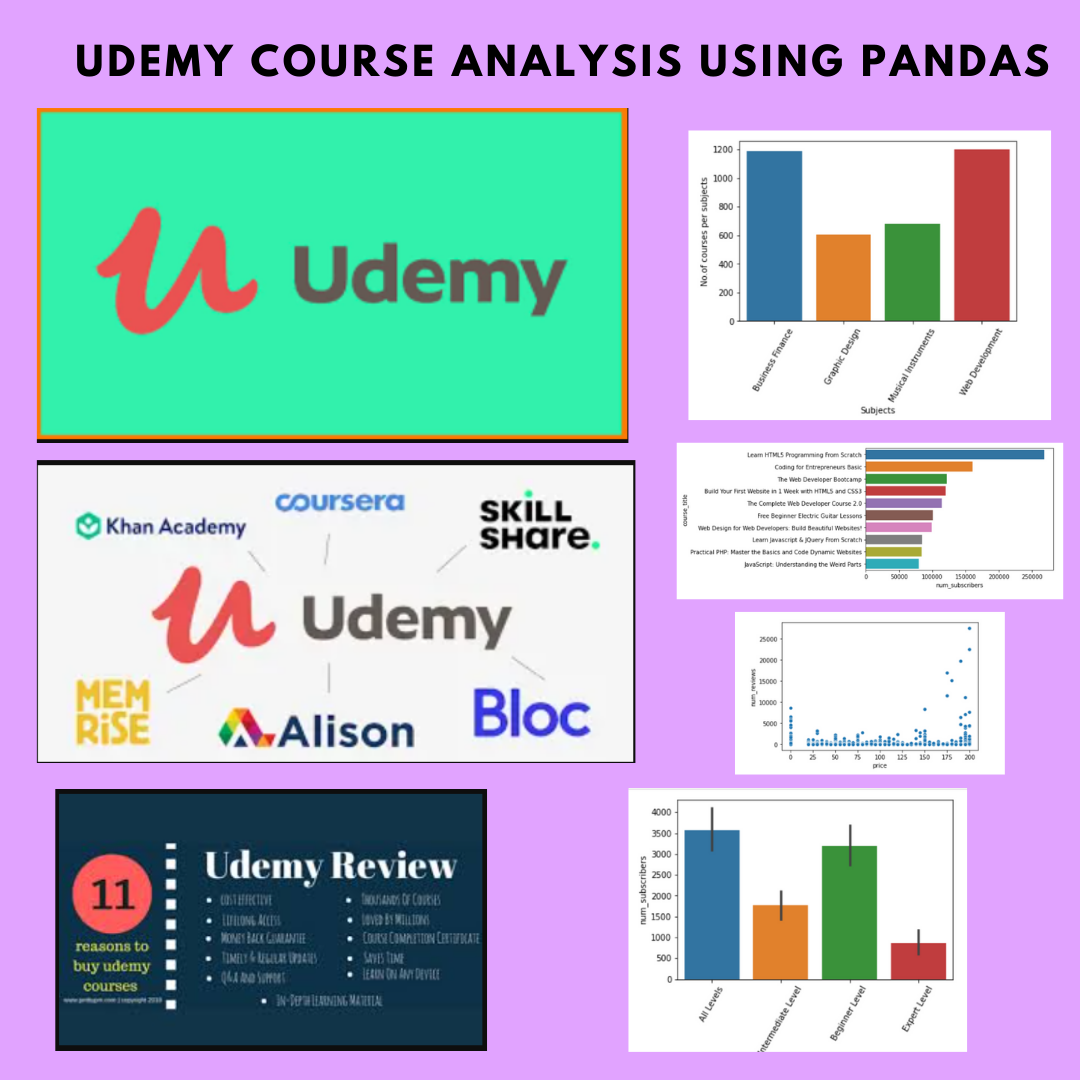 UDEMY COURSE ANALYSIS USING PANDAS
Udemy
Khan Academy
coursera
SKILL
SHARE.
Udemy
MEM
RiSE
Alison
Bloc
11
reasons to
buy udemy
courses
Udemy Review
COST EFFECTIVE
LIFELONG ACCESS
MONEY BACK GUARANTEE
TIMELY & REGULAR UPDATES
Q&A AND SUPPORT
THOUSANDS OF COURSES
LOVED BY MILLIONS
COURSE COMPLETION CERTIFICATE
SAVES TIME
LEARN ON ANY DEVICE
IN-DEPTH LEARNING MATERIAL
No.of courses per subjects
1200
1000
800
600
400
200
0
Business Finance
Graphic Design
Musical Instruments
Web Development
Subjects
course_title
Learn HTML5 Programming From Scratch
Coding for Entrepreneurs Basic
The Web Developer Bootcamp
Build Your First Website in 1 Week with HTML5 and CSS3
The Complete Web Developer Course 2.0
Free Beginner Electric Guitar Lessons
Web Design for Web Developers: Build Beautiful Websites!
Learn Javascript & JQuery From Scratch
Practical PHP: Master the Basics and Code Dynamic Websites
JavaScript: Understanding the Weird Parts
0 50000 100000 150000 200000 250000
num_subscribers
num_reviews
25000
20000
15000
10000
5000
0
0 25 50 75 100 125 150 175 200
price
num_subscribers
4000
3500
3000
2500
2000
1500
1000
500
0
All Levels
ntermediate Level
Beginner Level
Expert Level